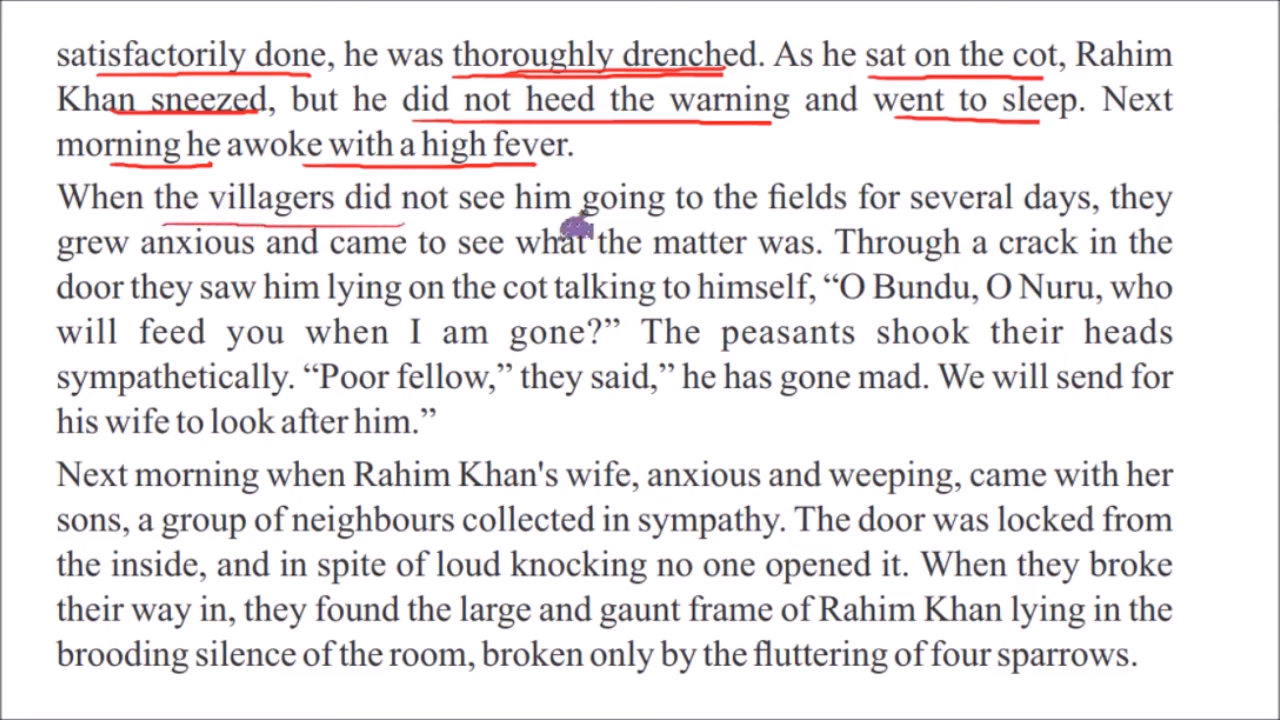 satisfactorily done, he was thoroughly drenched. As he sat on the cot, Rahim
Khan sneezed, but he did not heed the warning and went to sleep. Next
morning he awoke with a high fever.
When the villagers did not see him going to the fields for several days, they
grew anxious and came to see what the matter was. Through a crack in the
door they saw him lying on the cot talking to himself, “O Bundu, O Nuru, who
will feed you when I am gone?” The peasants shook their heads
sympathetically. “Poor fellow,” they said,” he has gone mad. We will send for
his wife to look after him.”
Next morning when Rahim Khan's wife, anxious and weeping, came with her
sons, a group of neighbours collected in sympathy. The door was locked from
the inside, and in spite of loud knocking no one opened it. When they broke
their way in, they found the large and gaunt frame of Rahim Khan lying in the
brooding silence of the room, broken only by the fluttering of four sparrows.